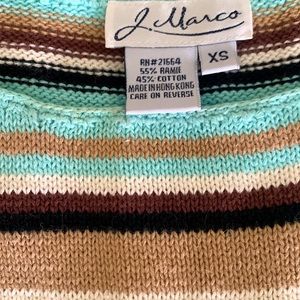 J. Marco
XS
RN#21664
55% RAMIE
45% COTTON
MADE IN HONG KONG
CARE ON REVERSE